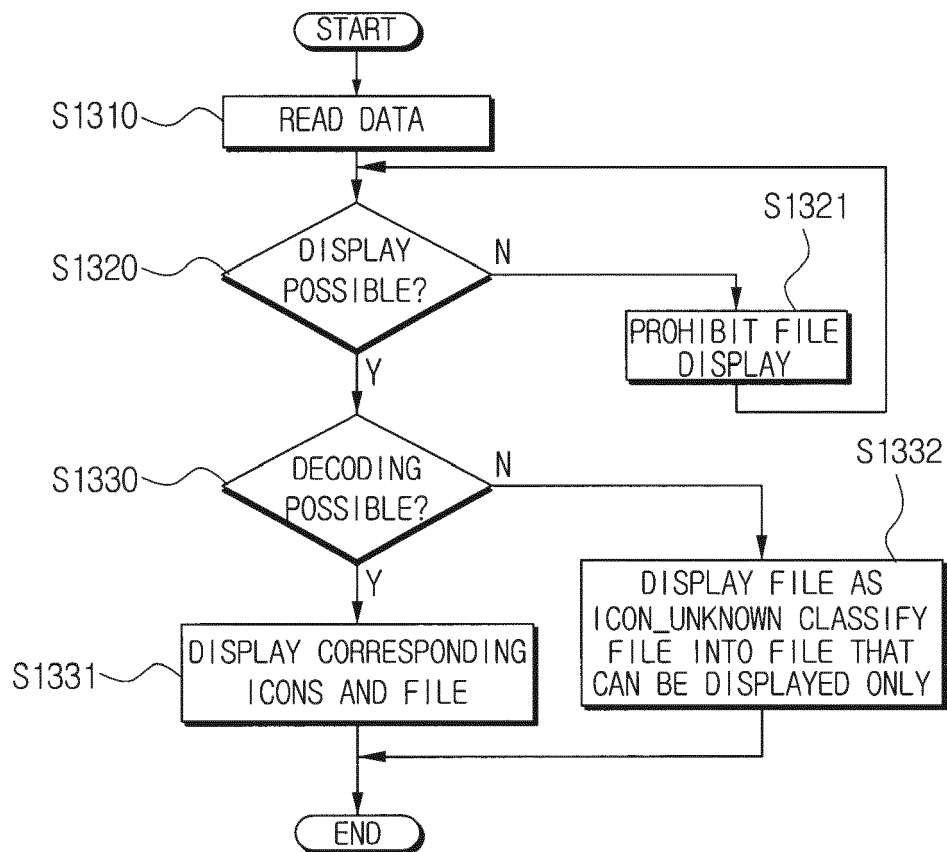 START
S1310
READ DATA
S1321
S1320
DISPLAY
POSSIBLE?
N
PROHIBIT FILE
DISPLAY
Y
S1332
S1330
DECODING
POSSIBLE?
N
Y
DISPLAY FILE AS
ICON_UNKNOWN CLASSIFY
FILE INTO FILE THAT
CAN BE DISPLAYED ONLY
S1331
DISPLAY CORRESPONDING
ICONS AND FILE
END